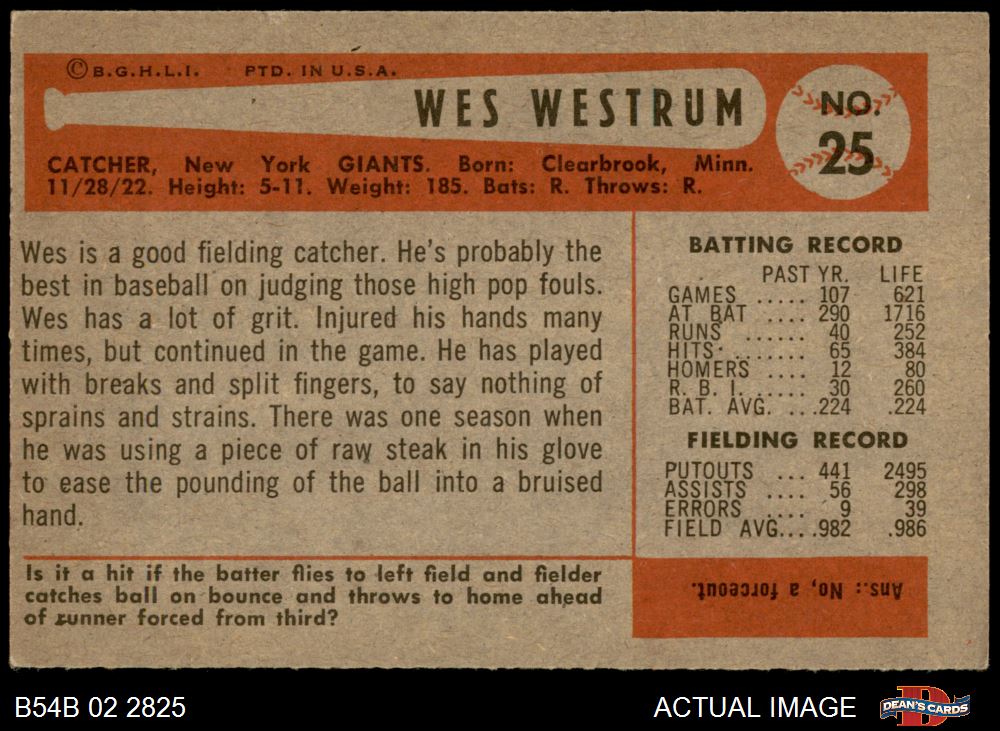 © B.G.H.L.I. PTD. IN U.S.A.
WES WESTRUM
NO.
25
CATCHER, New York GIANTS. Born: Clearbrook, Minn.
11/28/22. Height: 5-11. Weight: 185. Bats: R. Throws: R.
Wes is a good fielding catcher. He's probably the
best in baseball on judging those high pop fouls.
Wes has a lot of grit. Injured his hands many
times, but continued in the game. He has played
with breaks and split fingers, to say nothing of
sprains and strains. There was one season when
he was using a piece of raw steak in his glove
to ease the pounding of the ball into a bruised
hand.
BATTING RECORD
PAST YR. LIFE
GAMES ..... 107 621
AT BAT .... 290 1716
RUNS ...... 40 252
HITS ....... 65 384
HOMERS .... 12 80
R. B. I. ..... 30 260
BAT. AVG. ...224 .224
FIELDING RECORD
PUTOUTS ... 441 2495
ASSISTS .... 56 298
ERRORS .... 9 39
FIELD AVG....982 .986
Is it a hit if the batter flies to left field and fielder
catches ball on bounce and throws to home ahead
of runner forced from third?
Ans.: No, a forceout.
B54B 02 2825
ACTUAL IMAGE
D
DEAN'S CARDS